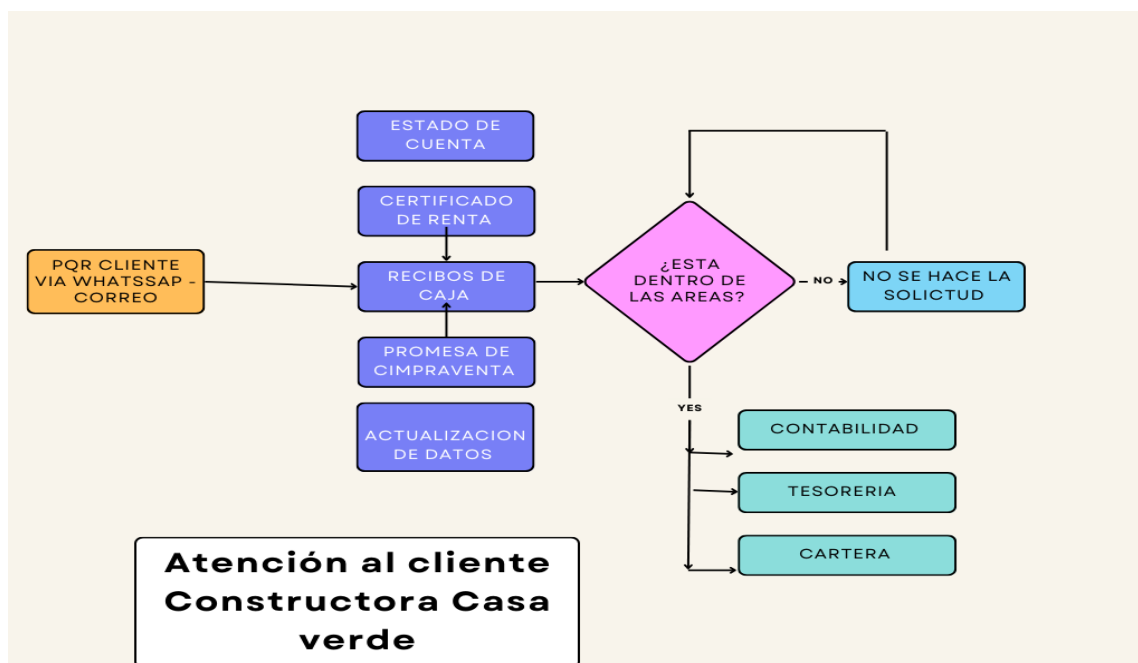 ESTADO DE
CUENTA
CERTIFICADO
DE RENTA
PQR CLIENTE
VIA WHATSSAP -
CORREO
RECIBOS DE
CAJA
PROMESA DE
CIMPRAVENTA
ACTUALIZACION
DE DATOS
¿ESTA
DENTRO DE
LAS AREAS?
NO
NO SE HACE LA
SOLICTUD
YES
CONTABILIDAD
TESORERIA
CARTERA
Atención al cliente
Constructora Casa
verde